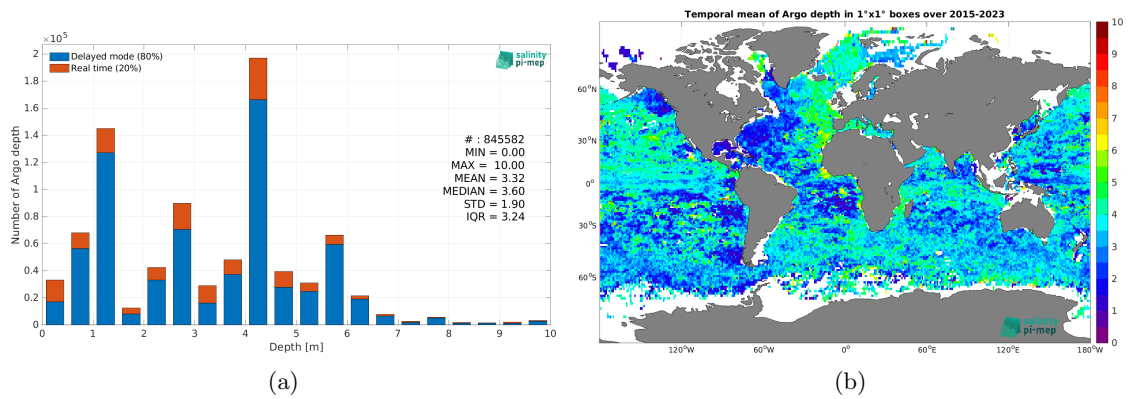 ×10⁵
Delayed mode (80%)
Real time (20%)
salinity
pi-mep
Number of Argo depth
2
1.8
1.6
1.4
1.2
1
0.8
0.6
0.4
0.2
0
# : 845582
MIN = 0.00
MAX = 10.00
MEAN = 3.32
MEDIAN = 3.60
STD = 1.90
IQR = 3.24
0 1 2 3 4 5 6 7 8 9 10
Depth [m]
(a)
Temporal mean of Argo depth in 1°x1° boxes over 2015-2023
60°N
30°N
0°
30°S
60°S
120°W 60°W 0° 60°E 120°E 180°W
salinity
pi-mep
10
9
8
7
6
5
4
3
2
1
0
(b)